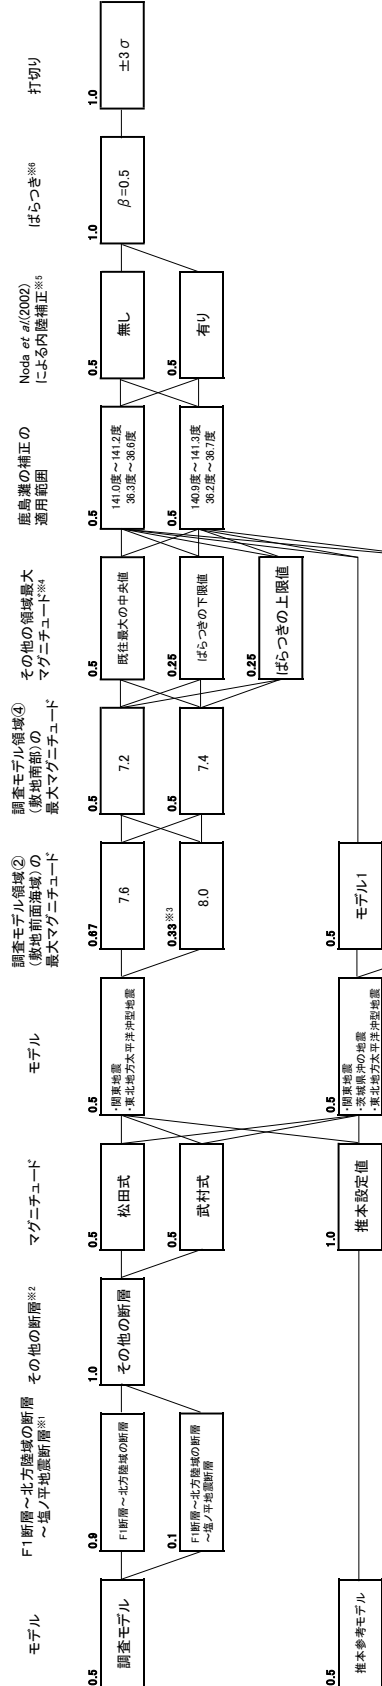 モデル
F1断層～北方陸域の断層
～塩ノ平地震断層※1
その他の断層※2
マグニチュード
モデル
調査モデル領域②
(敷地前面海域)の
最大マグニチュード
調査モデル領域④
(敷地南部)の
最大マグニチュード
その他の領域最大
マグニチュード※4
鹿島灘の補正の
適用範囲
Noda et al(2002)
による内陸補正※5
ばらつき※6
打切り
0.5
調査モデル
0.9
F1断層～北方陸域の断層
0.1
F1断層～北方陸域の断層
～塩ノ平地震断層
1.0
その他の断層
0.5
松田式
0.5
武村式
0.5
・関東地震
・東北地方太平洋沖型地震
0.67
7.6
0.33※3
8.0
0.5
7.2
0.5
7.4
0.5
既往最大の中央値
0.25
ばらつきの下限値
0.25
ばらつきの上限値
0.5
141.0度～141.2度
36.3度～36.6度
0.5
140.9度～141.3度
36.2度～36.7度
0.5
無し
0.5
有り
1.0
β=0.5
1.0
±3σ
0.5
推本参考モデル
1.0
推本設定値
0.5
・関東地震
・茨城県沖の地震
・東北地方太平洋沖型地震
0.5
モデル1